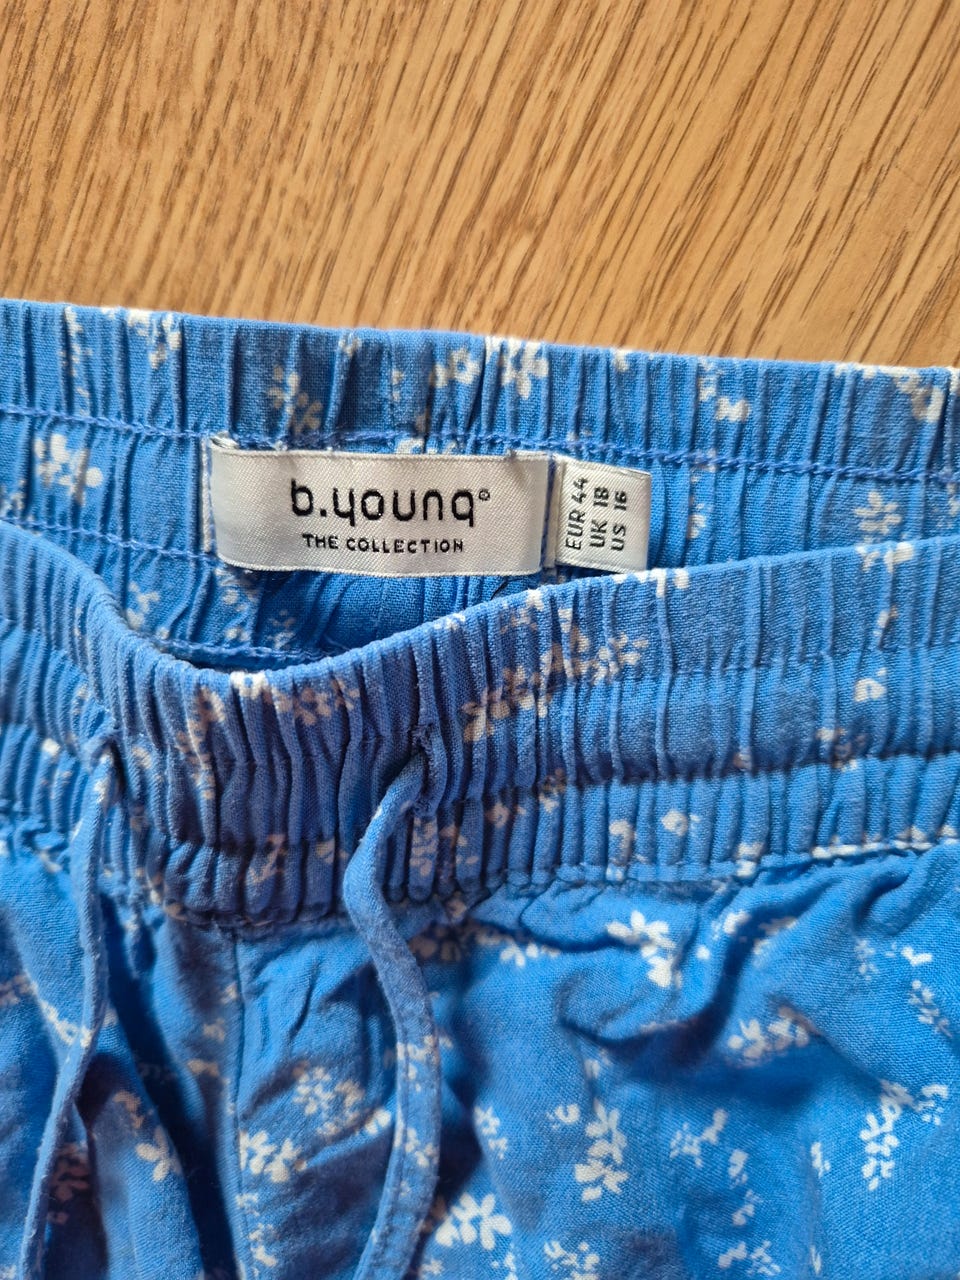 b.young®
THE COLLECTION
EUR 44
UK 18
US 16